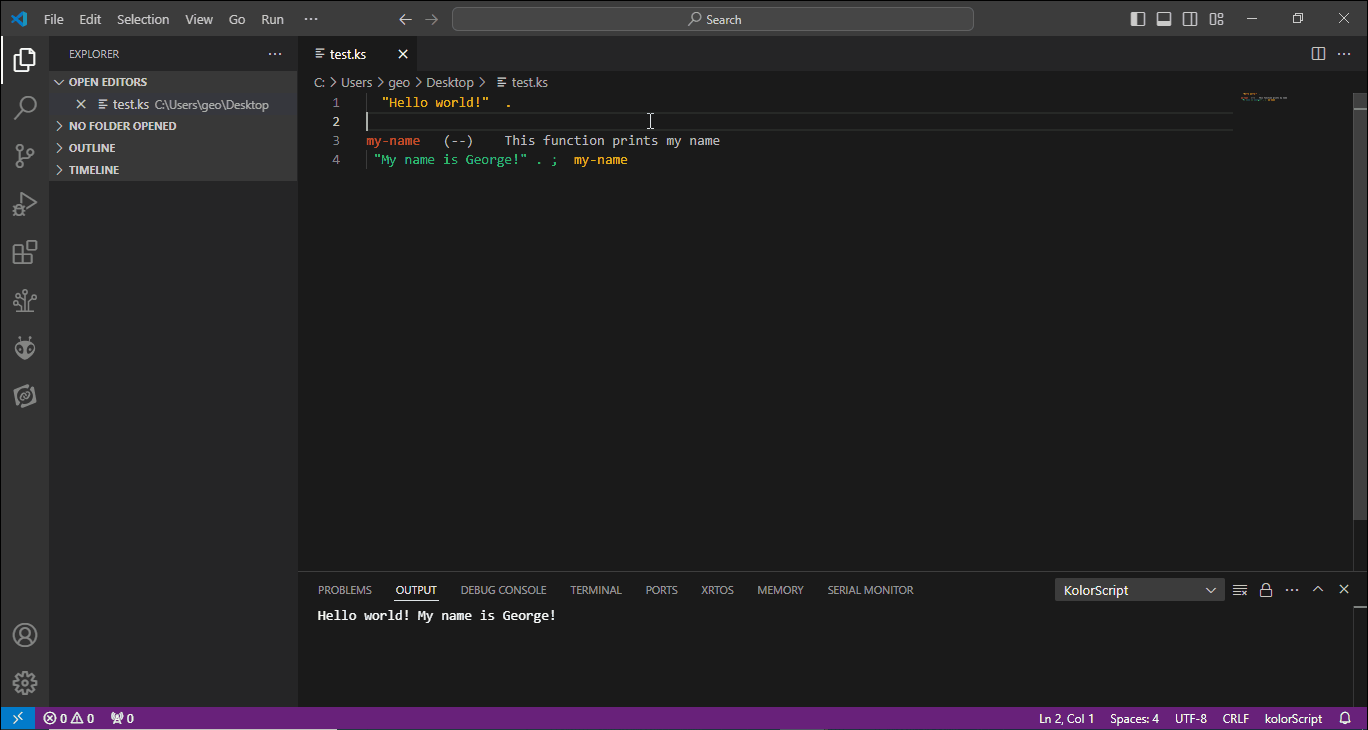 File Edit Selection View Go Run ···
Search
EXPLORER ···
OPEN EDITORS
test.ks C:\Users\geo\Desktop
NO FOLDER OPENED
OUTLINE
TIMELINE
test.ks
C: > Users > geo > Desktop > test.ks
1 "Hello world!" .
2
3 my-name (--) This function prints my name
4 "My name is George!" . ; my-name
PROBLEMS OUTPUT DEBUG CONSOLE TERMINAL PORTS XRTOS MEMORY SERIAL MONITOR KolorScript
Hello world! My name is George!
0 0 0 Ln 2, Col 1 Spaces: 4 UTF-8 CRLF kolorScript